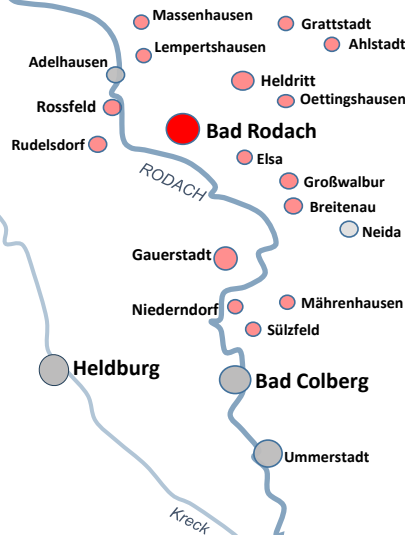 Massenhausen
Grattstadt
Ahlstadt
Lempertshausen
Adelhausen
Heldritt
Oettingshausen
Rossfeld
Bad Rodach
Rudelsdorf
Elsa
RODACH
Großwalbur
Breitenau
Neida
Gauerstadt
Niederndorf
Mährenhausen
Sülzfeld
Heldburg
Bad Colberg
Ummerstadt
Kreck